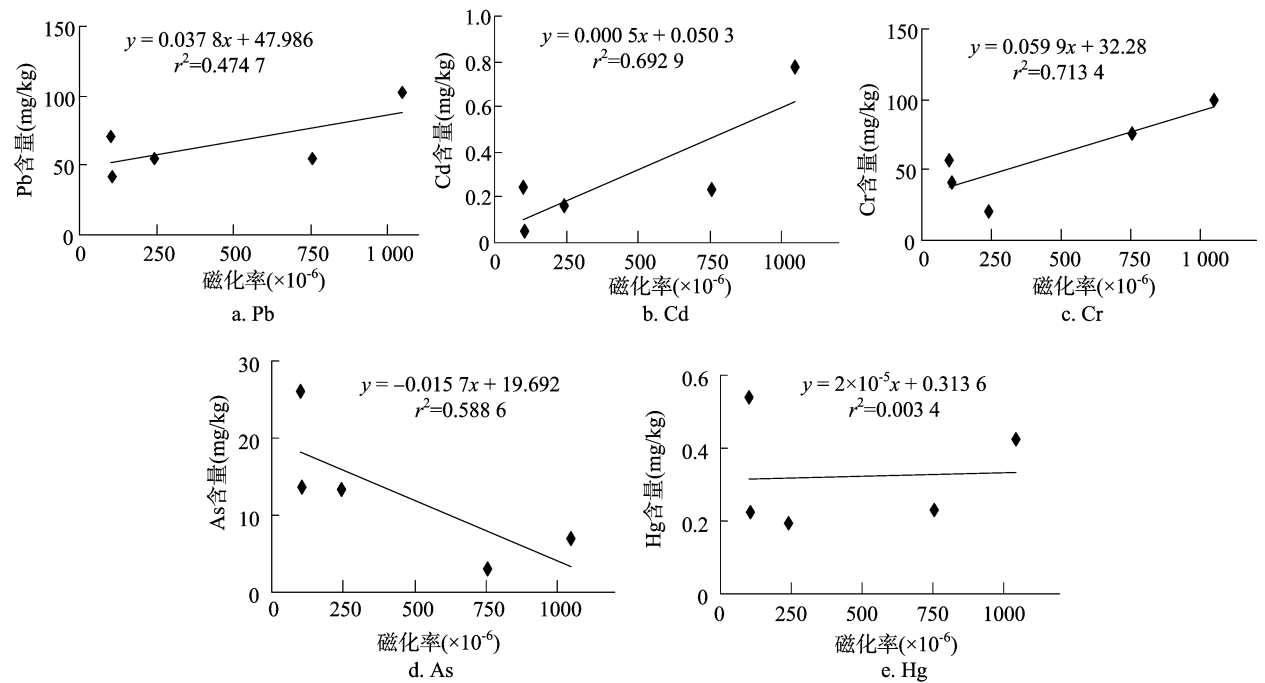 y = 0.037 8x + 47.986
r²=0.474 7
Pb含量(mg/kg)
150
100
50
0
0 250 500 750 1 000
磁化率(×10⁻⁶)
a. Pb
y = 0.000 5x + 0.050 3
r²=0.692 9
Cd含量(mg/kg)
1.0
0.8
0.6
0.4
0.2
0
0 250 500 750 1000
磁化率(×10⁻⁶)
b. Cd
y = 0.059 9x + 32.28
r²=0.713 4
Cr含量(mg/kg)
150
100
50
0
0 250 500 750 1 000
磁化率(×10⁻⁶)
c. Cr
y = –0.015 7x + 19.692
r²=0.588 6
As含量(mg/kg)
30
20
10
0
0 250 500 750 1000
磁化率(×10⁻⁶)
d. As
y = 2×10⁻⁵x + 0.313 6
r²=0.003 4
Hg含量(mg/kg)
0.6
0.4
0.2
0
0 250 500 750 1000
磁化率(×10⁻⁶)
e. Hg